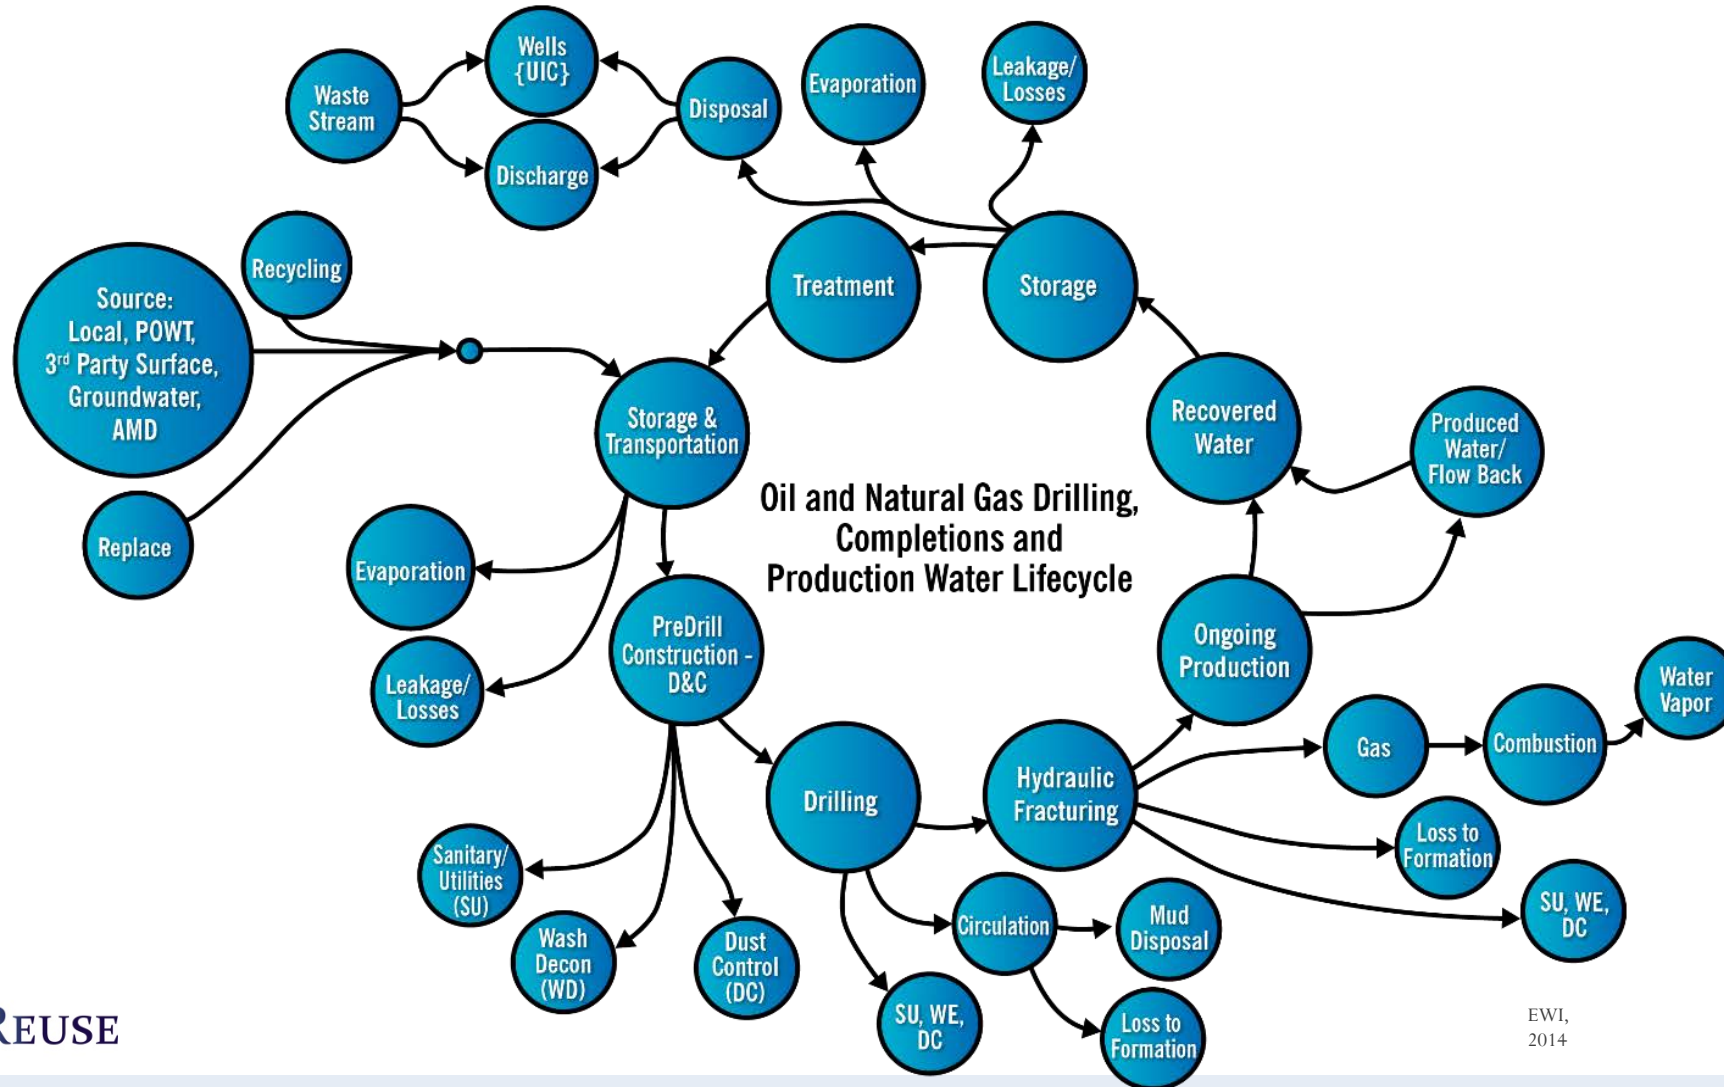 Wells
{UIC}
Waste
Stream
Disposal
Discharge
Evaporation
Leakage/
Losses
Recycling
Source:
Local, POWT,
3rd Party Surface,
Groundwater,
AMD
Replace
Treatment
Storage
Storage &
Transportation
Recovered
Water
Produced
Water/
Flow Back
Oil and Natural Gas Drilling,
Completions and
Production Water Lifecycle
Evaporation
Leakage/
Losses
PreDrill
Construction -
D&C
Ongoing
Production
Water
Vapor
Gas
Combustion
Drilling
Hydraulic
Fracturing
Loss to
Formation
SU, WE,
DC
Sanitary/
Utilities
(SU)
Wash
Decon
(WD)
Dust
Control
(DC)
Circulation
Mud
Disposal
SU, WE,
DC
Loss to
Formation
REUSE
EWI,
2014